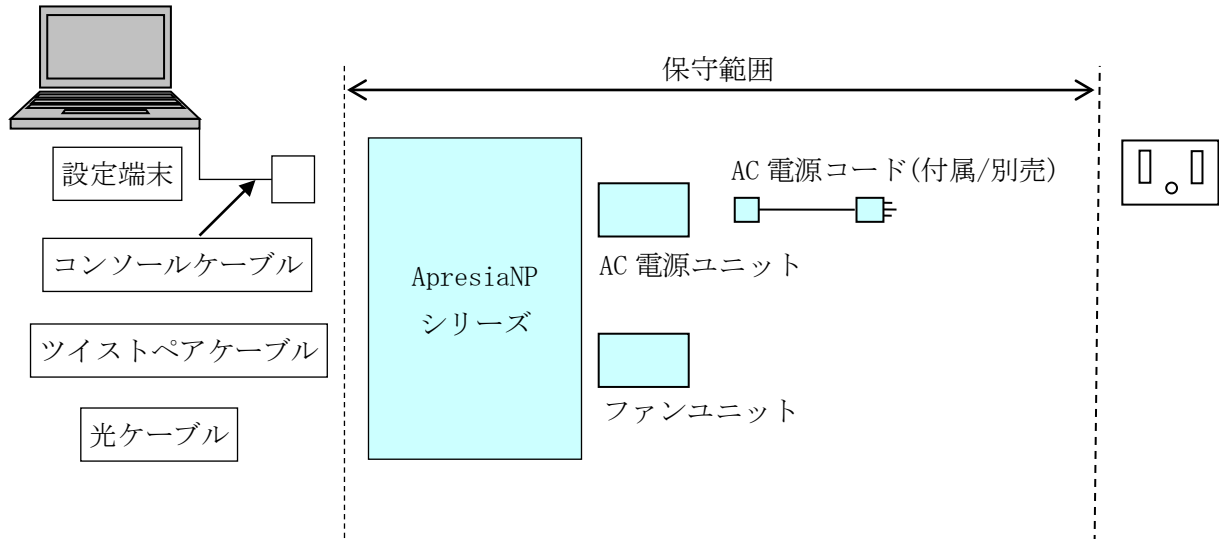 保守範囲
設定端末
コンソールケーブル
ツイストペアケーブル
光ケーブル
ApresiaNP
シリーズ
AC 電源コード(付属/別売)
AC 電源ユニット
ファンユニット